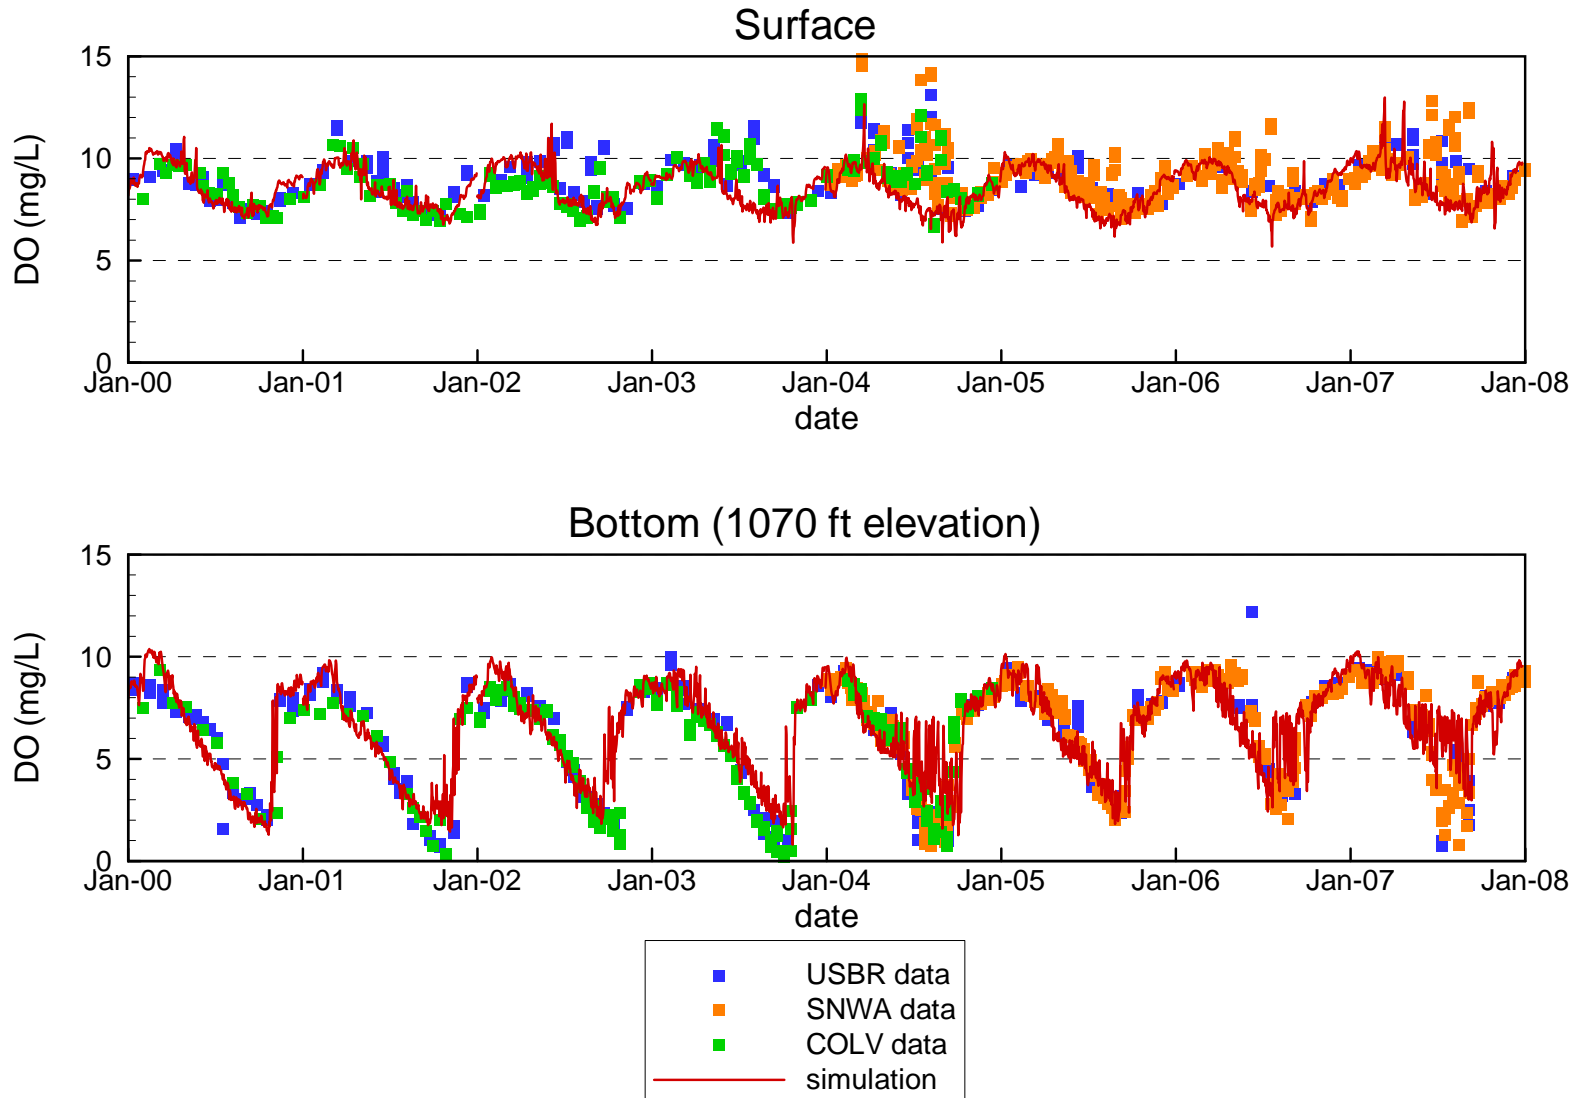 Surface
15
10
5
0
DO (mg/L)
Jan-00 Jan-01 Jan-02 Jan-03 Jan-04 Jan-05 Jan-06 Jan-07 Jan-08
date
Bottom (1070 ft elevation)
15
10
5
0
DO (mg/L)
Jan-00 Jan-01 Jan-02 Jan-03 Jan-04 Jan-05 Jan-06 Jan-07 Jan-08
date
USBR data
SNWA data
COLV data
simulation